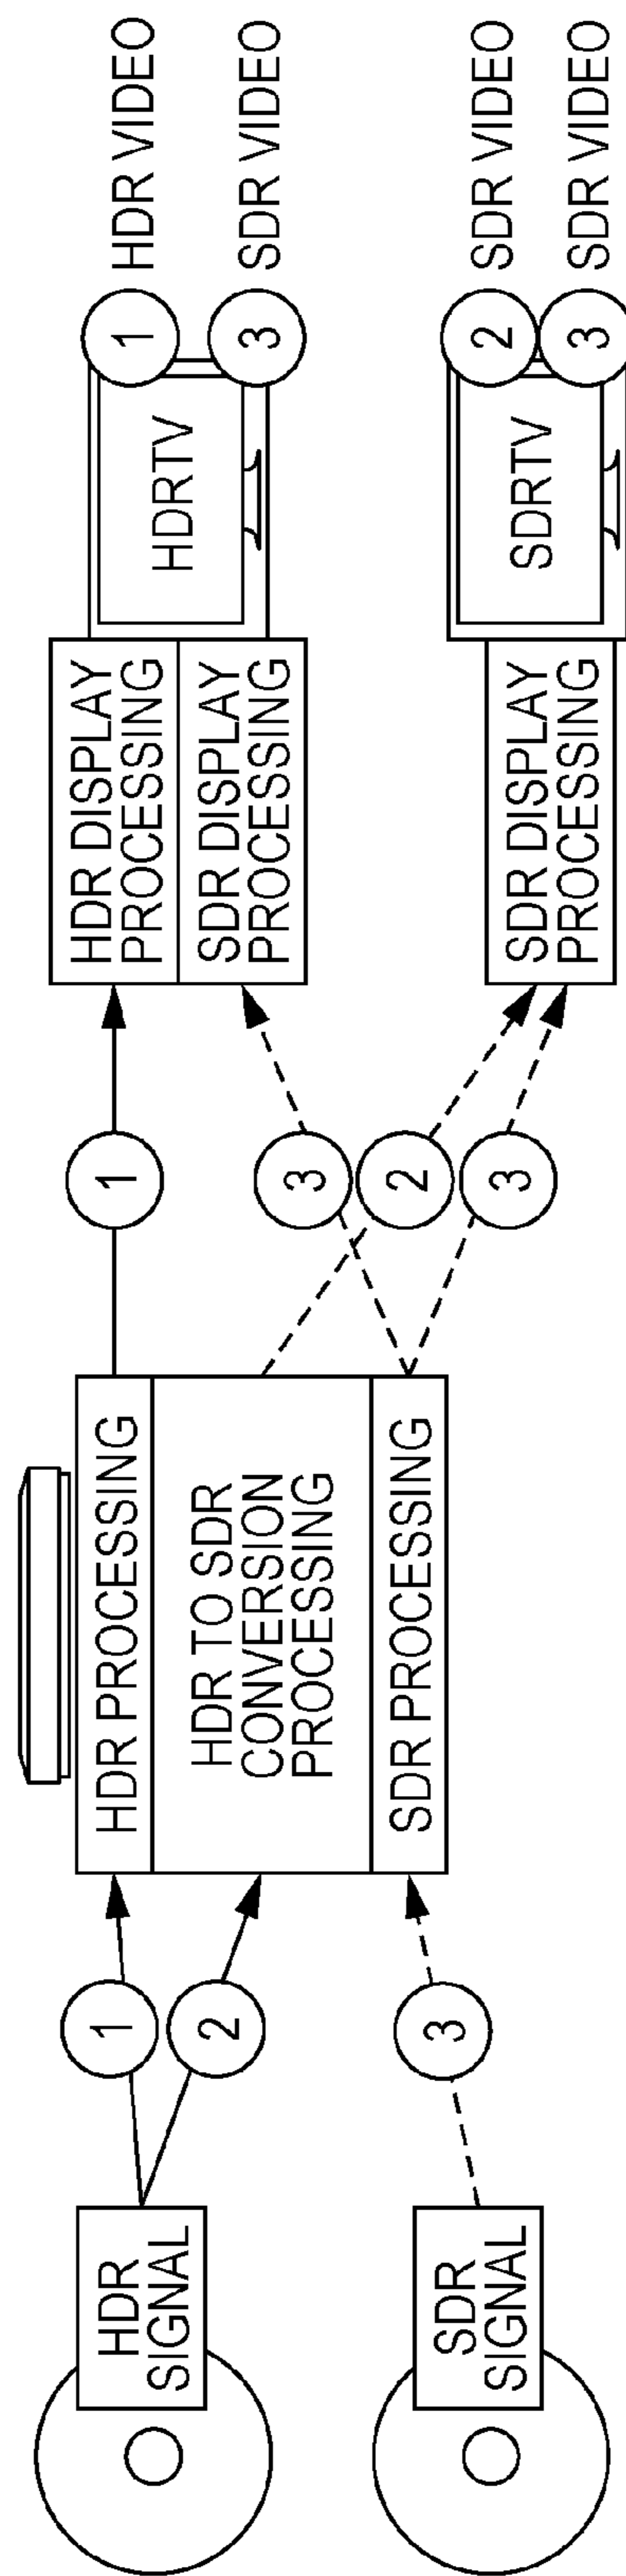 HDR
SIGNAL
SDR
SIGNAL
1
2
3
HDR PROCESSING
HDR TO SDR
CONVERSION
PROCESSING
SDR PROCESSING
1
3
2
3
HDR DISPLAY
PROCESSING
SDR DISPLAY
PROCESSING
SDR DISPLAY
PROCESSING
HDRTV
SDRTV
1
HDR VIDEO
3
SDR VIDEO
2
SDR VIDEO
3
SDR VIDEO